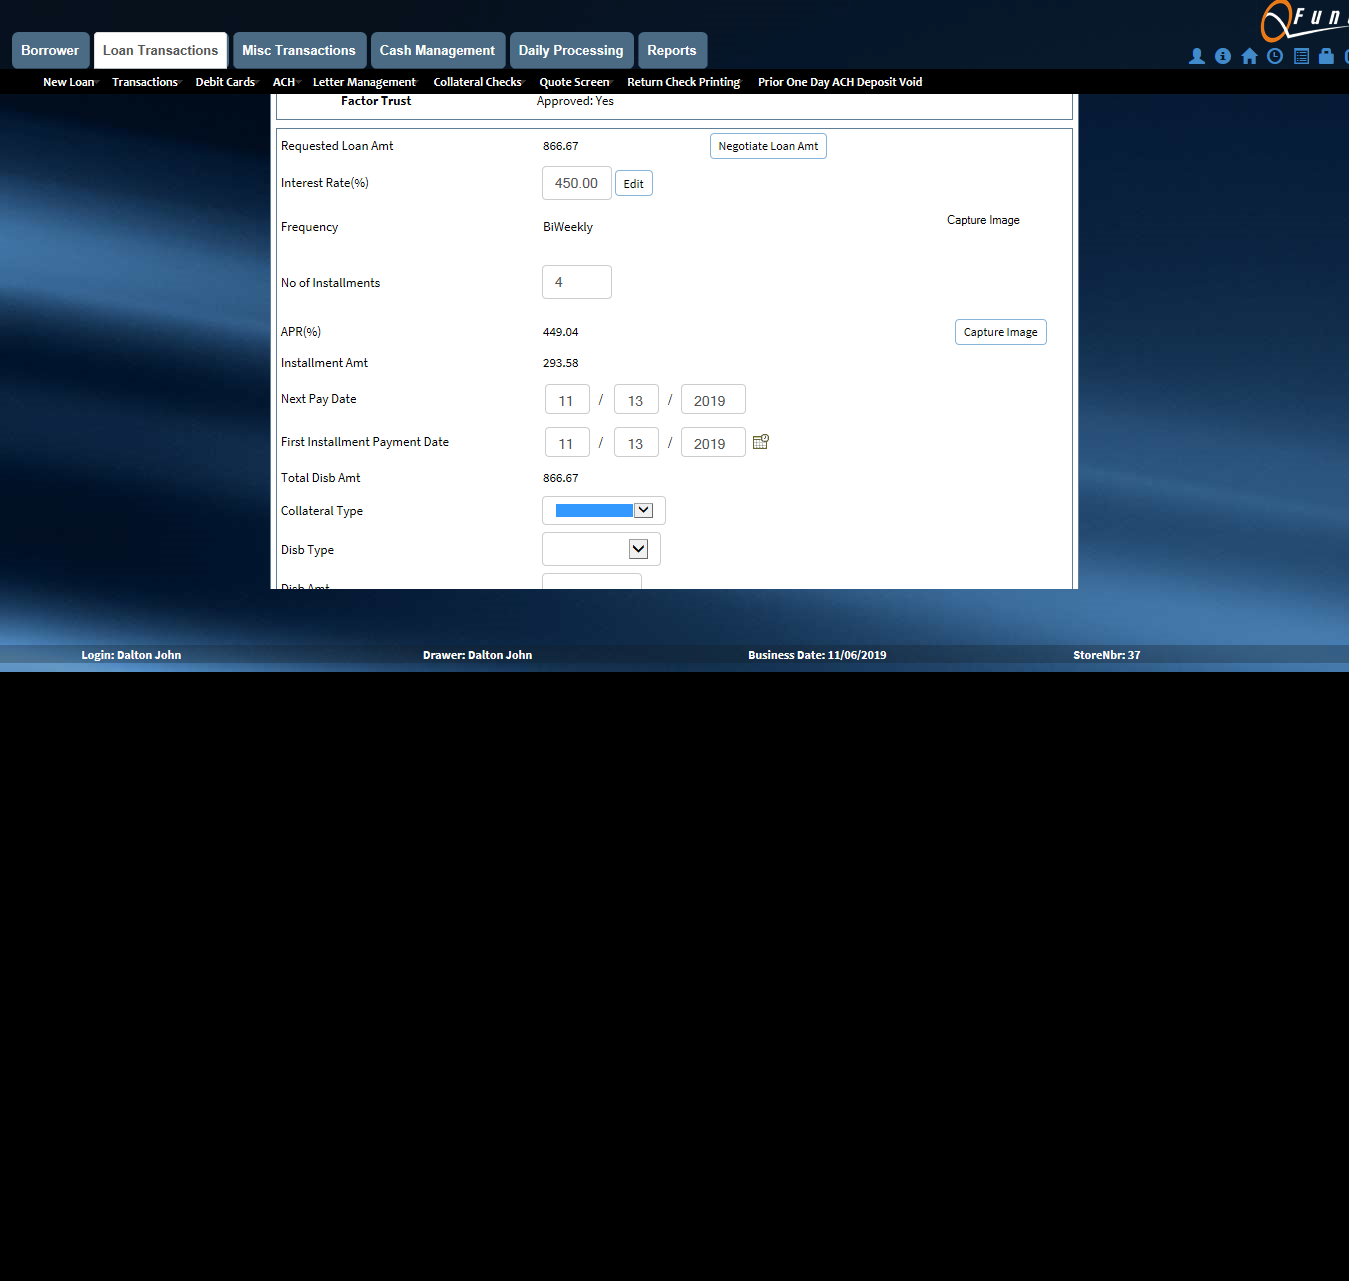 Fun
Borrower Loan Transactions Misc Transactions Cash Management Daily Processing Reports
New Loan Transactions Debit Cards ACH Letter Management Collateral Checks Quote Screen Return Check Printing Prior One Day ACH Deposit Void
Factor Trust Approved: Yes
Requested Loan Amt 866.67 Negotiate Loan Amt
Interest Rate(%) 450.00 Edit
Capture Image
Frequency BiWeekly
No of Installments 4
APR(%) 449.04 Capture Image
Installment Amt 293.58
Next Pay Date 11 / 13 / 2019
First Installment Payment Date 11 / 13 / 2019
Total Disb Amt 866.67
Collateral Type
Disb Type
Disb Amt
Login: Dalton John Drawer: Dalton John Business Date: 11/06/2019 StoreNbr: 37